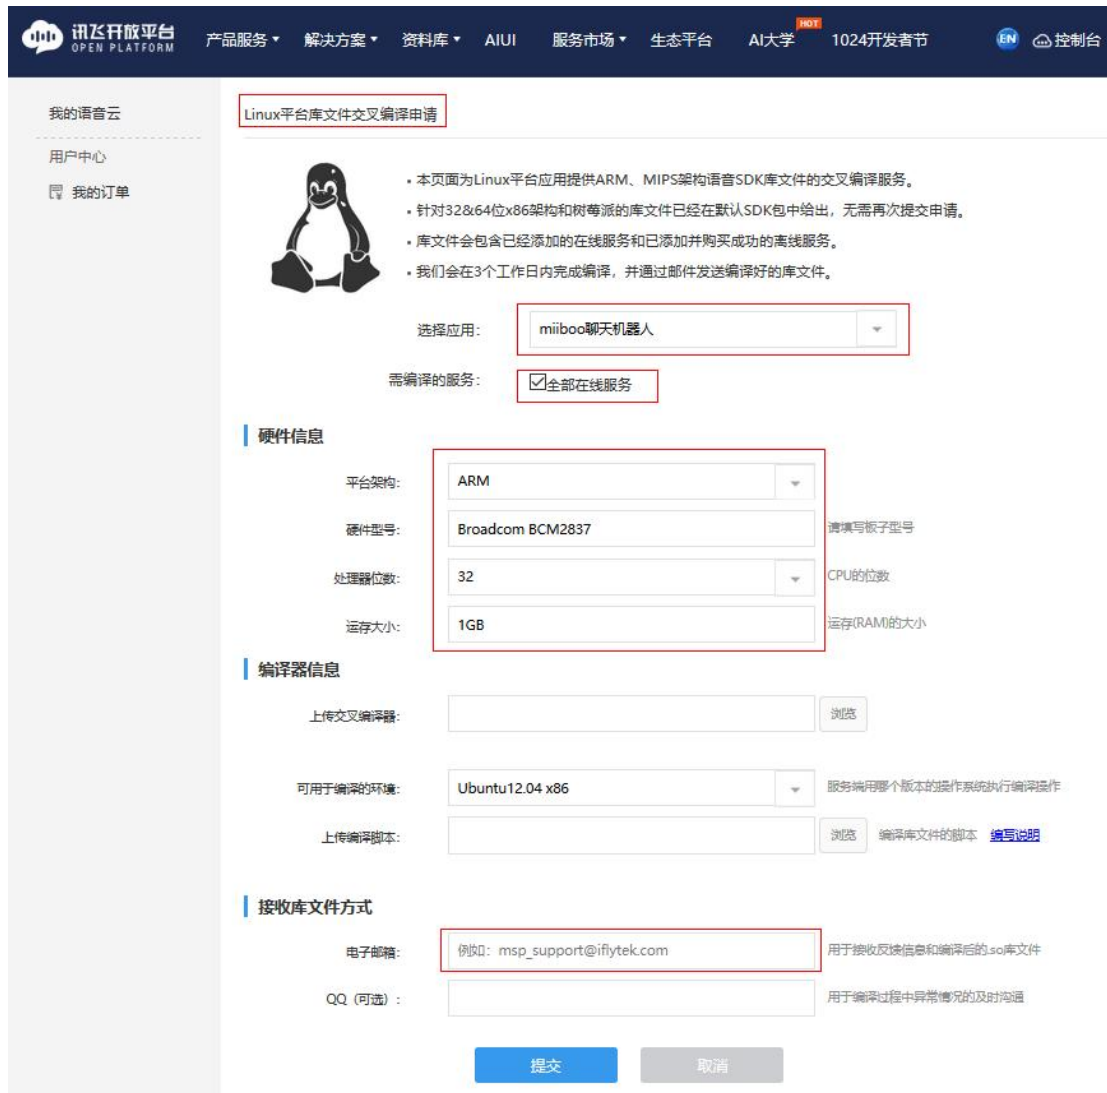 讯飞开放平台
OPEN PLATFORM
产品服务 解决方案 资料库 AIUI 服务市场 生态平台 AI大学 HOT 1024开发者节 EN 控制台
我的语音云
用户中心
我的订单
Linux平台库文件交叉编译申请
• 本页面为Linux平台应用提供ARM、MIPS架构语音SDK库文件的交叉编译服务。
• 针对32&64位x86架构和树莓派的库文件已经在默认SDK包中给出，无需再次提交申请。
• 库文件会包含已经添加的在线服务和已添加并购买成功的离线服务。
• 我们会在3个工作日内完成编译，并通过邮件发送编译好的库文件。
选择应用： miiboo聊天机器人
需编译的服务： 全部在线服务
硬件信息
平台架构: ARM
硬件型号: Broadcom BCM2837 请填写板子型号
处理器位数: 32 CPU的位数
运存大小: 1GB 运存(RAM)的大小
编译器信息
上传交叉编译器: 浏览
可用于编译的环境: Ubuntu12.04 x86 服务端用哪个版本的操作系统执行编译操作
上传编译脚本: 浏览 编译库文件的脚本 编写说明
接收库文件方式
电子邮箱: 例如：msp_support@iflytek.com 用于接收反馈信息和编译后的.so库文件
QQ（可选）: 用于编译过程中异常情况的及时沟通
提交 取消